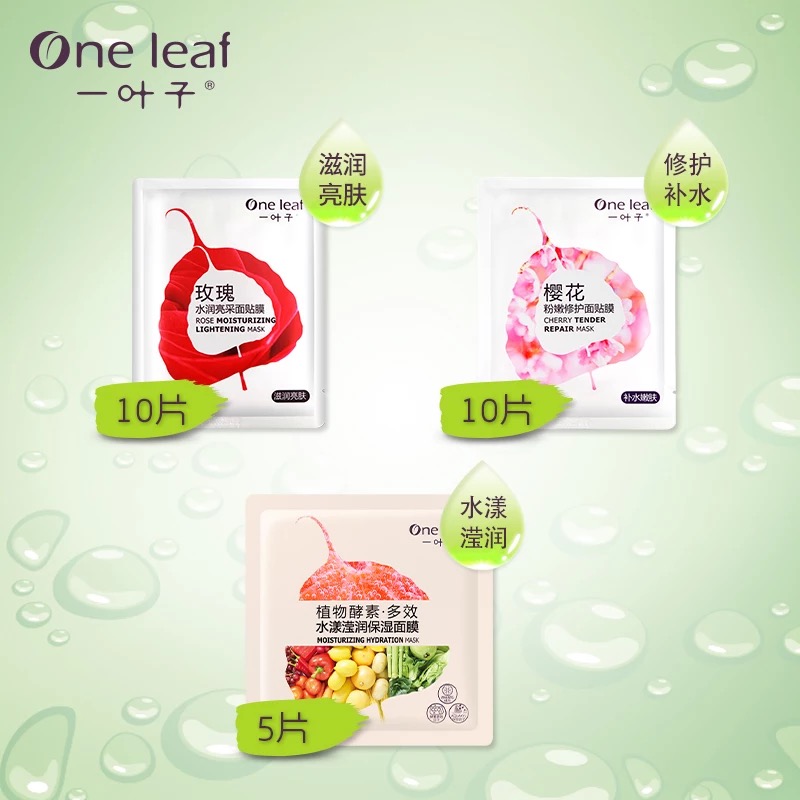 One leaf
一叶子®
滋润
亮肤
One leaf
一叶子
玫瑰
水润亮采面贴膜
ROSE MOISTURIZING
LIGHTENING MASK
滋润亮肤
10片
修护
补水
One leaf
一叶子
樱花
粉嫩修护面贴膜
CHERRY TENDER
REPAIR MASK
补水嫩肤
10片
水漾
滢润
One leaf
一叶子
植物酵素·多效
水漾滢润保湿面膜
MOISTURIZING HYDRATION MASK
5片